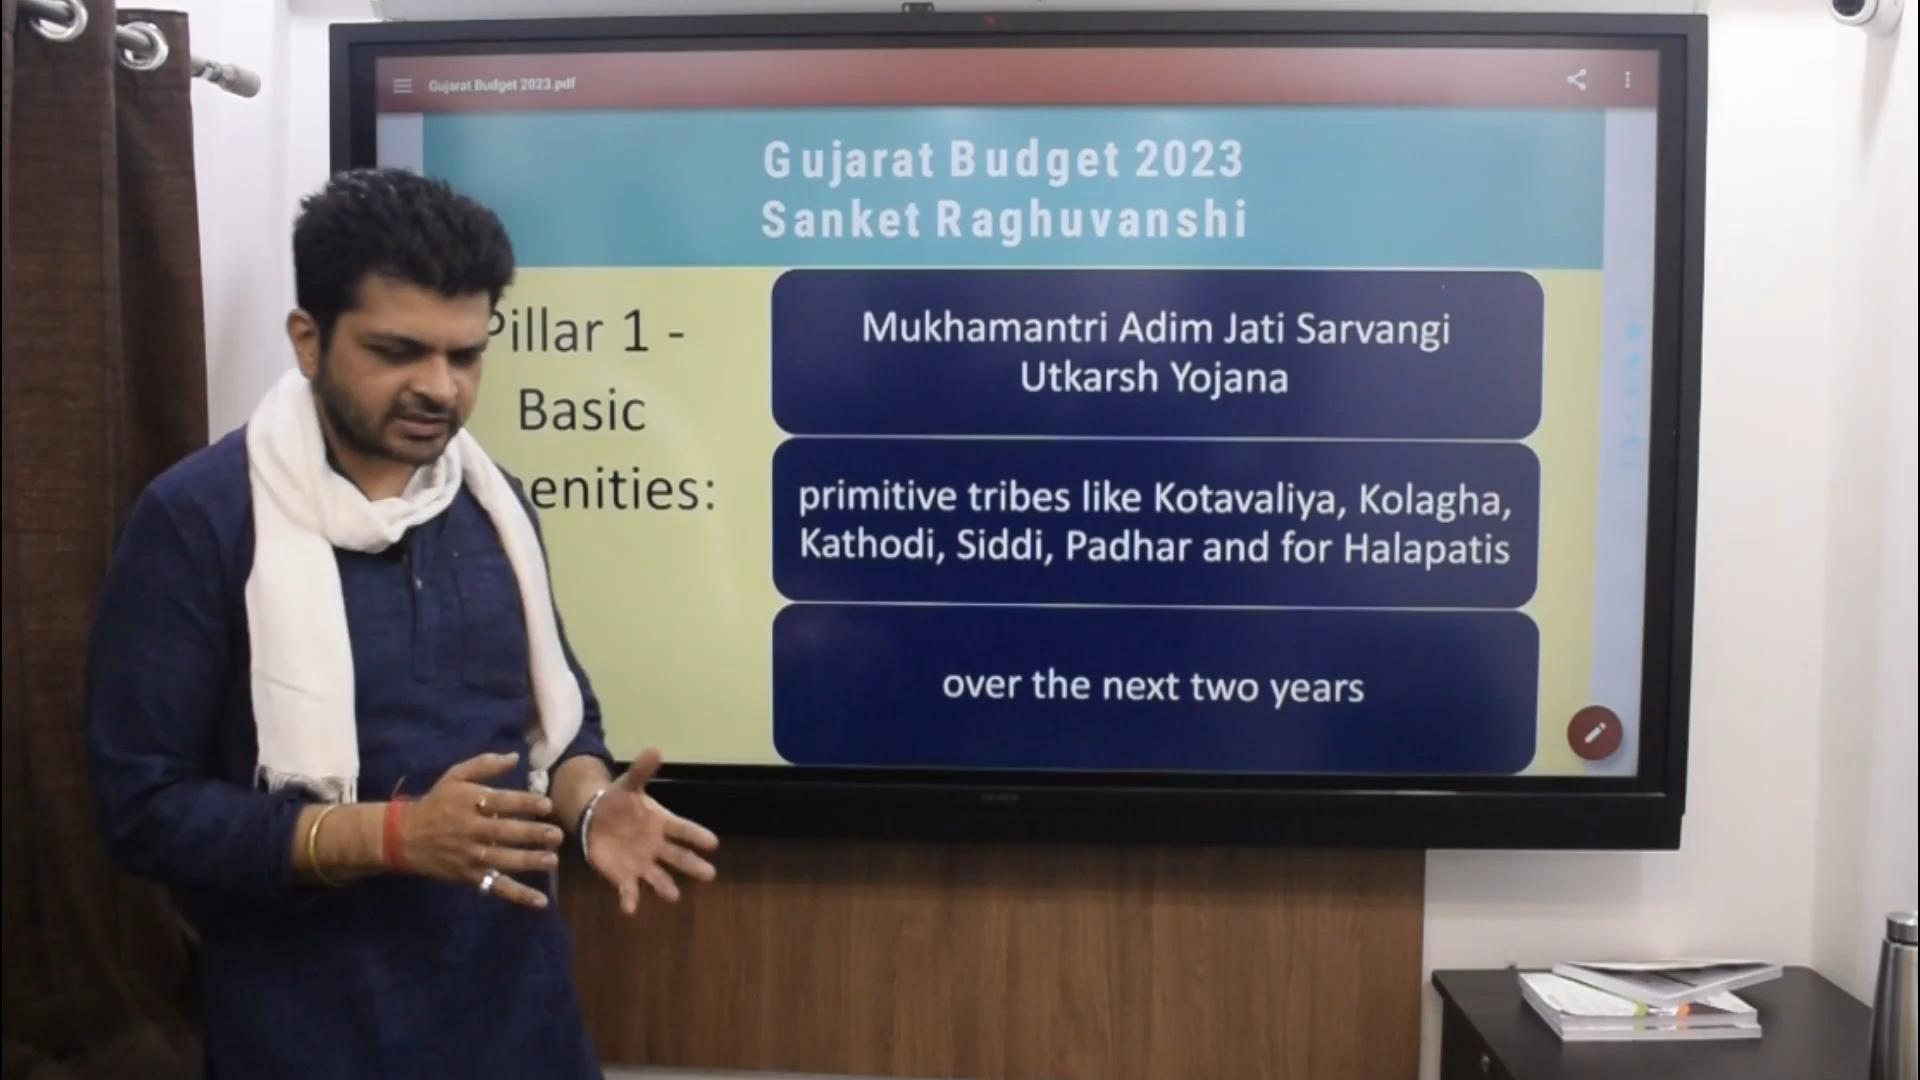 Gujarat Budget 2023.pdf
Gujarat Budget 2023
Sanket Raghuvanshi
Pillar 1 -
Basic
enities:
Mukhamantri Adim Jati Sarvangi
Utkarsh Yojana
primitive tribes like Kotavaliya, Kolagha,
Kathodi, Siddi, Padhar and for Halapatis
over the next two years